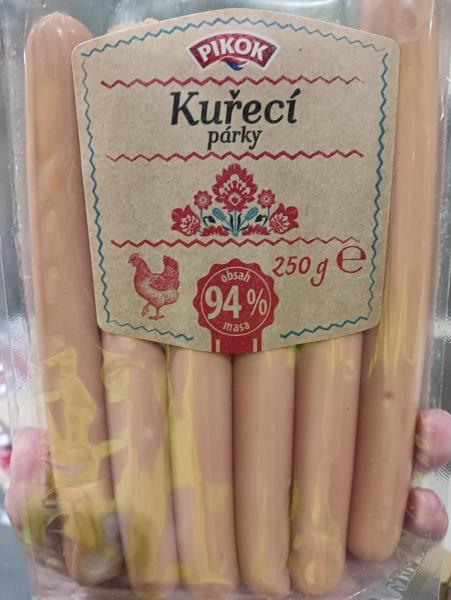 PIKOK
Kuřecí
párky
250 g ℮
obsah
94%
masa